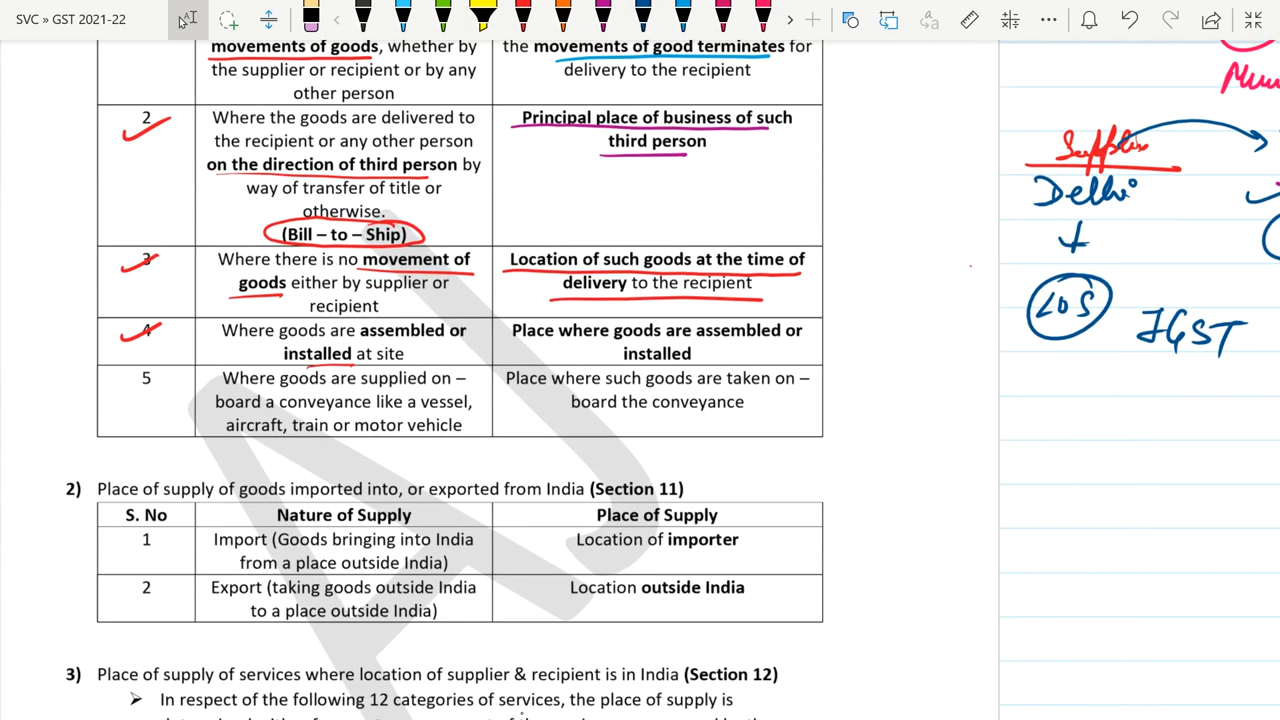 SVC » GST 2021-22
movements of goods, whether by
the supplier or recipient or by any
other person
the movements of good terminates for
delivery to the recipient
2
Where the goods are delivered to
the recipient or any other person
on the direction of third person by
way of transfer of title or
otherwise.
(Bill – to – Ship)
Principal place of business of such
third person
3
Where there is no movement of
goods either by supplier or
recipient
Location of such goods at the time of
delivery to the recipient
4
Where goods are assembled or
installed at site
Place where goods are assembled or
installed
5
Where goods are supplied on –
board a conveyance like a vessel,
aircraft, train or motor vehicle
Place where such goods are taken on –
board the conveyance
2) Place of supply of goods imported into, or exported from India (Section 11)
S. No Nature of Supply Place of Supply
1
Import (Goods bringing into India
from a place outside India)
Location of importer
2
Export (taking goods outside India
to a place outside India)
Location outside India
3) Place of supply of services where location of supplier & recipient is in India (Section 12)
➢ In respect of the following 12 categories of services, the place of supply is
AJ
Delhi
+
LOS
IGST